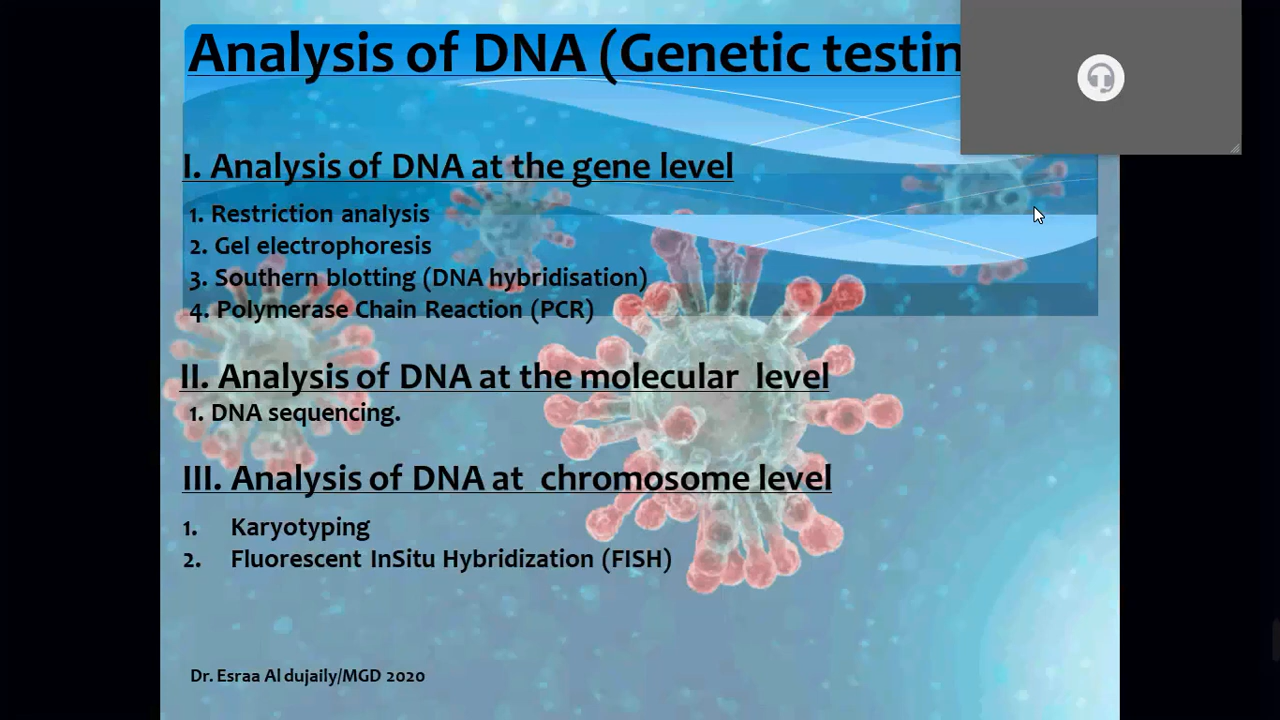 Analysis of DNA (Genetic testin
I. Analysis of DNA at the gene level
1. Restriction analysis
2. Gel electrophoresis
3. Southern blotting (DNA hybridisation)
4. Polymerase Chain Reaction (PCR)
II. Analysis of DNA at the molecular level
1. DNA sequencing.
III. Analysis of DNA at chromosome level
1. Karyotyping
2. Fluorescent InSitu Hybridization (FISH)
Dr. Esraa Al dujaily/MGD 2020